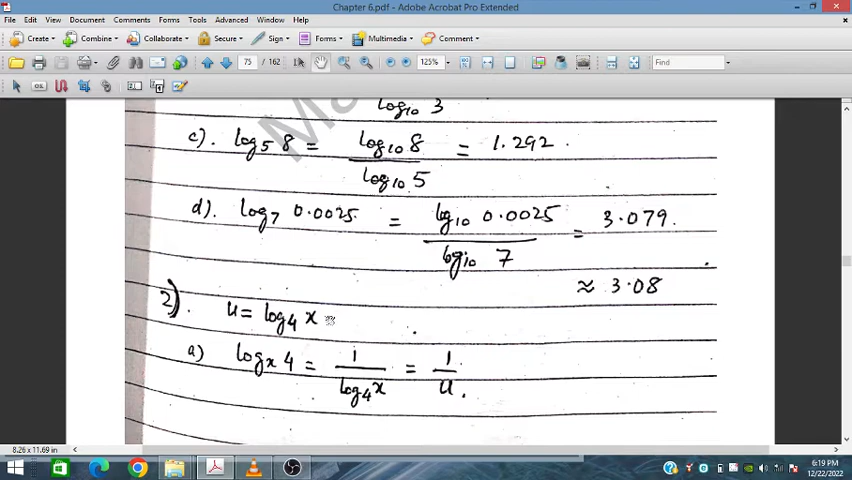 Chapter 6.pdf - Adobe Acrobat Pro Extended
File Edit View Document Comments Forms Tools Advanced Window Help
Create Combine Collaborate Secure Sign Forms Multimedia Comment
75 / 162 125% Find
Ma
log₁₀ 3
c). log₅ 8 = log₁₀ 8 / log₁₀ 5 = 1.292.
d). log₇ 0.0025 = log₁₀ 0.0025 / log₁₀ 7 = 3.079.
≈ 3.08
2). u = log₄ x
a) logₓ 4 = 1 / log₄x = 1 / u.
8.26 x 11.69 in
6:19 PM
12/22/2022